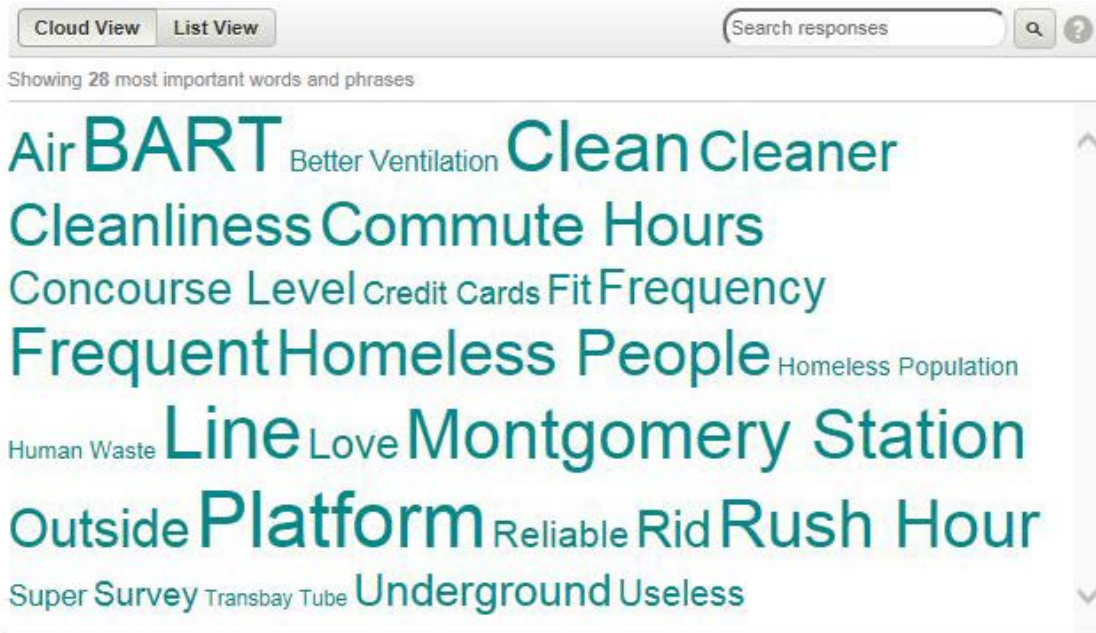 Cloud View List View Search responses
Showing 28 most important words and phrases
Air BART Better Ventilation Clean Cleaner
Cleanliness Commute Hours
Concourse Level Credit Cards Fit Frequency
Frequent Homeless People Homeless Population
Human Waste Line Love Montgomery Station
Outside Platform Reliable Rid Rush Hour
Super Survey Transbay Tube Underground Useless